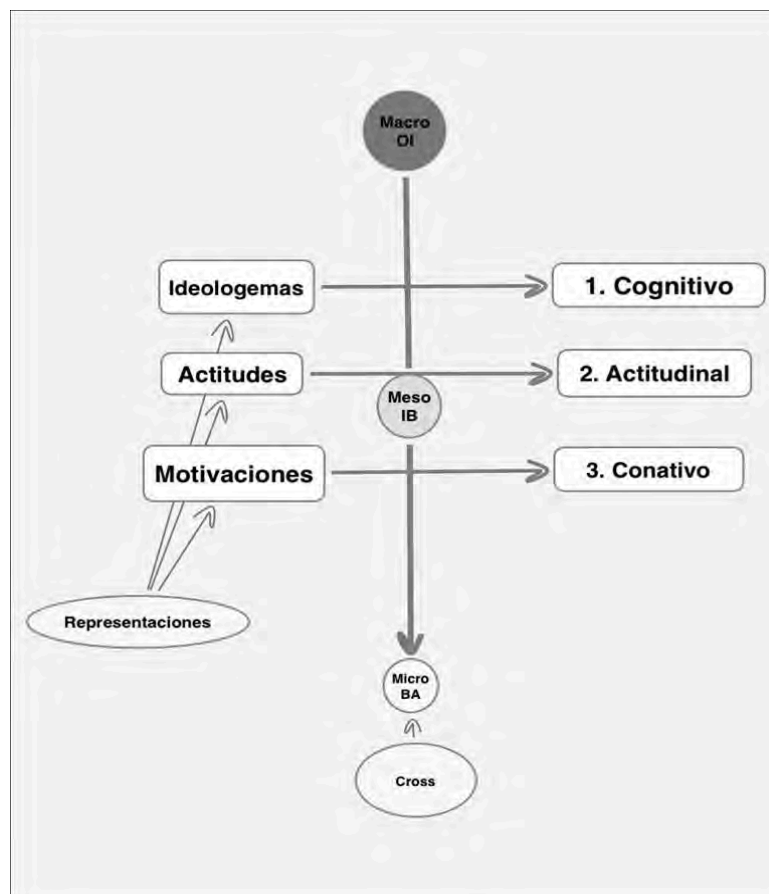 Macro
OI
Ideologemas
1. Cognitivo
Actitudes
2. Actitudinal
Meso
IB
Motivaciones
3. Conativo
Representaciones
Micro
BA
Cross